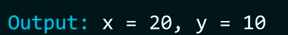 Output: x = 20, y = 10